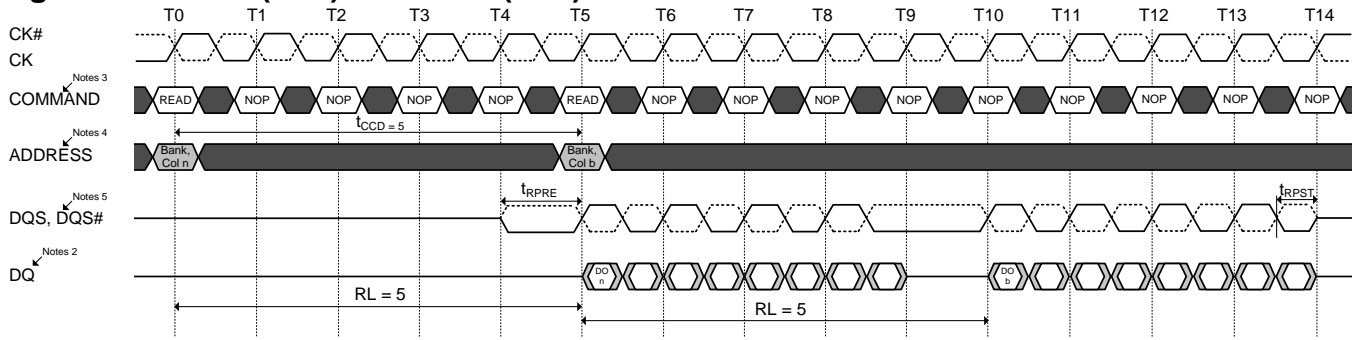 T0 T1 T2 T3 T4 T5 T6 T7 T8 T9 T10 T11 T12 T13 T14
CK#
CK
Notes 3
COMMAND READ NOP NOP NOP NOP READ NOP NOP NOP NOP NOP NOP NOP NOP NOP
tCCD = 5
Notes 4
ADDRESS Bank, Col n Bank, Col b
Notes 5
tRPRE tRPST
DQS, DQS#
Notes 2
DQ DO n DO b
RL = 5
RL = 5